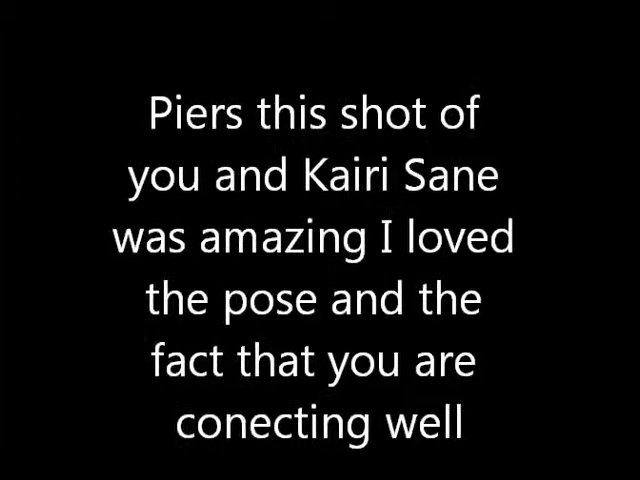 Piers this shot of
you and Kairi Sane
was amazing I loved
the pose and the
fact that you are
conecting well